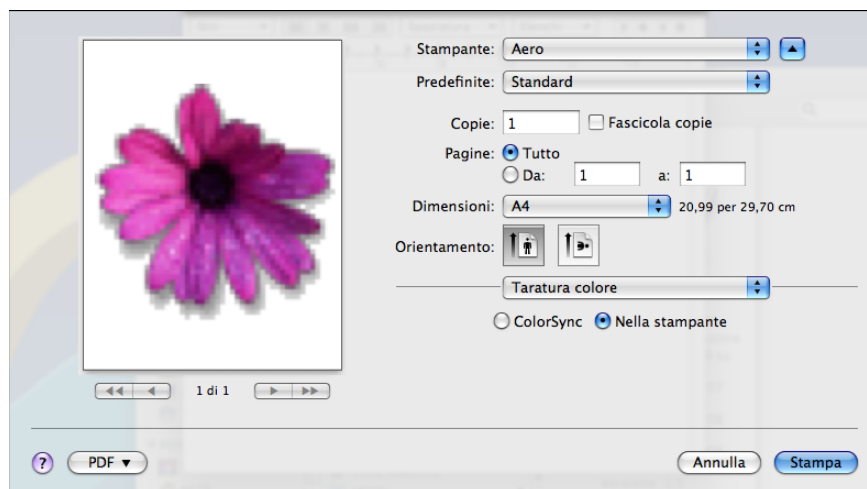 Stampante: Aero
Predefinite: Standard
Copie: 1 Fascicola copie
Pagine: Tutto
Da: 1 a: 1
Dimensioni: A4 20,99 per 29,70 cm
Orientamento:
Taratura colore
ColorSync Nella stampante
1 di 1
? PDF Annulla Stampa